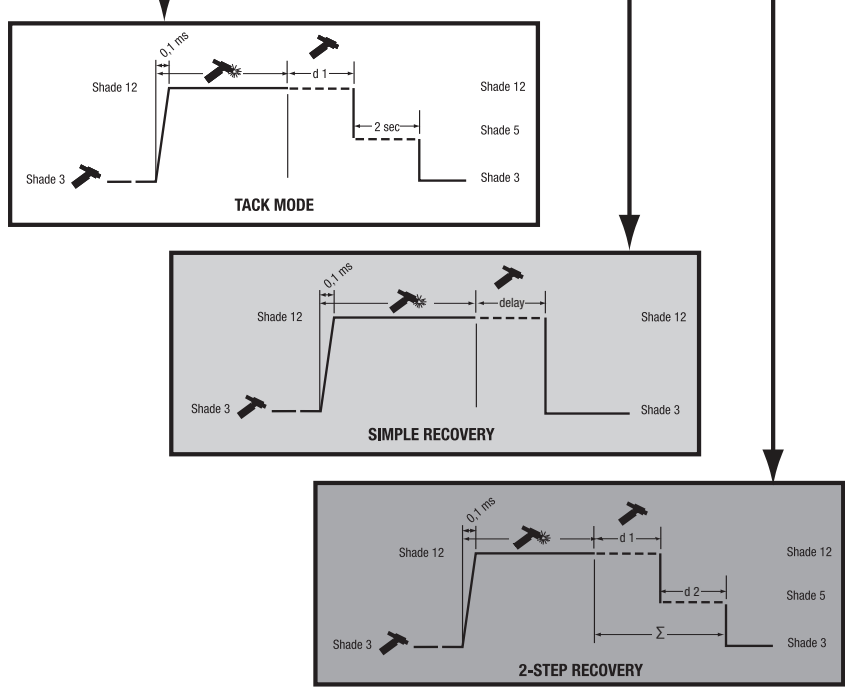 0,1 ms
d 1
Shade 12
Shade 12
2 sec
Shade 5
Shade 3
Shade 3
TACK MODE
0,1 ms
delay
Shade 12
Shade 12
Shade 3
Shade 3
SIMPLE RECOVERY
0,1 ms
d 1
Shade 12
Shade 12
d 2
Shade 5
Σ
Shade 3
Shade 3
2-STEP RECOVERY